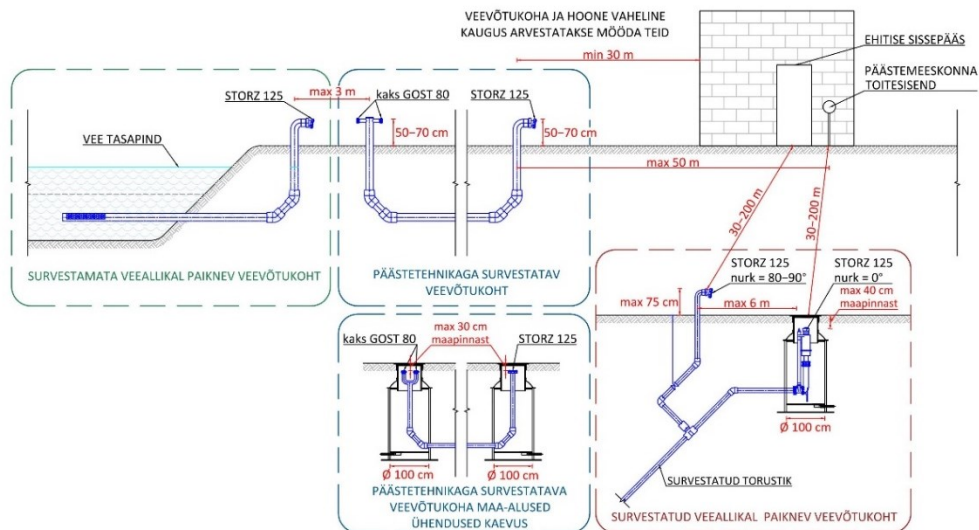 VEEVÕTUKOHA JA HOONE VAHELINE
KAUGUS ARVESTATAKSE MÖÖDA TEID
min 30 m
EHITISE SISSEPÄÄS
PÄÄSTEMEESKONNA
TOITESISEND
STORZ 125
max 3 m
kaks GOST 80
STORZ 125
50–70 cm
50–70 cm
VEE TASAPIND
max 50 m
30–200 m
30–200 m
SURVESTAMATA VEEALLIKAL PAIKNEV VEEVÕTUKOHT
PÄÄSTETEHNIKAGA SURVESTATAV
VEEVÕTUKOHT
STORZ 125
nurk = 80–90°
STORZ 125
nurk = 0°
max 75 cm
max 6 m
max 40 cm
maapinnast
max 30 cm
maapinnast
kaks GOST 80
STORZ 125
Ø 100 cm
Ø 100 cm
Ø 100 cm
PÄÄSTETEHNIKAGA SURVESTATAVA
VEEVÕTUKOHA MAA-ALUSED
ÜHENDUSED KAEVUS
SURVESTATUD TORUSTIK
SURVESTATUD VEEALLIKAL PAIKNEV VEEVÕTUKOHT